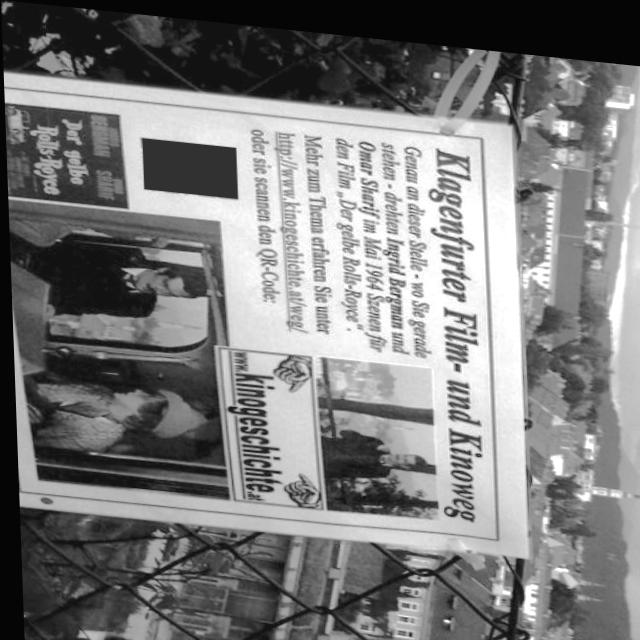 Klagenfurter Film- und Kinoweg
Genau an dieser Stelle - wo Sie gerade
stehen - drehten Ingrid Bergman und
Omar Sharif im Mai 1964 Szenen für
den Film „Der gelbe Rolls-Royce“.
Mehr zum Thema erfahren Sie unter
http://www.kinogeschichte.at/weg/
oder sie scannen den QR-Code:
www.kinogeschichte.at
Der gelbe
Rolls-Royce